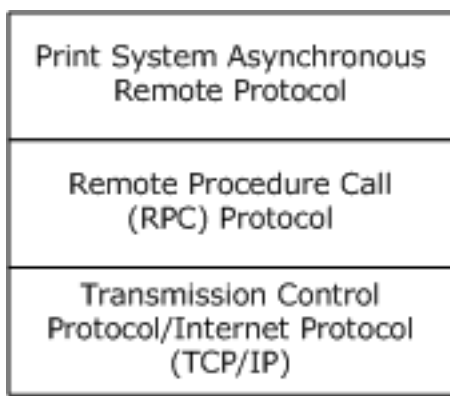 Print System Asynchronous
Remote Protocol
Remote Procedure Call
(RPC) Protocol
Transmission Control
Protocol/Internet Protocol
(TCP/IP)